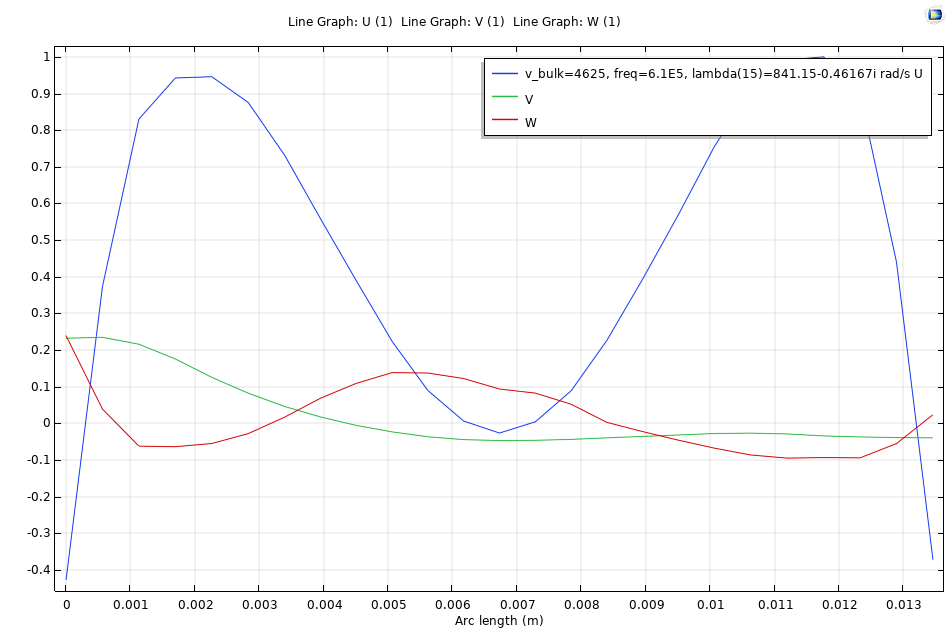 Line Graph: U (1)  Line Graph: V (1)  Line Graph: W (1)
v_bulk=4625, freq=6.1E5, lambda(15)=841.15-0.46167i rad/s U
V
W
1
0.9
0.8
0.7
0.6
0.5
0.4
0.3
0.2
0.1
0
-0.1
-0.2
-0.3
-0.4
0 0.001 0.002 0.003 0.004 0.005 0.006 0.007 0.008 0.009 0.01 0.011 0.012 0.013
Arc length (m)